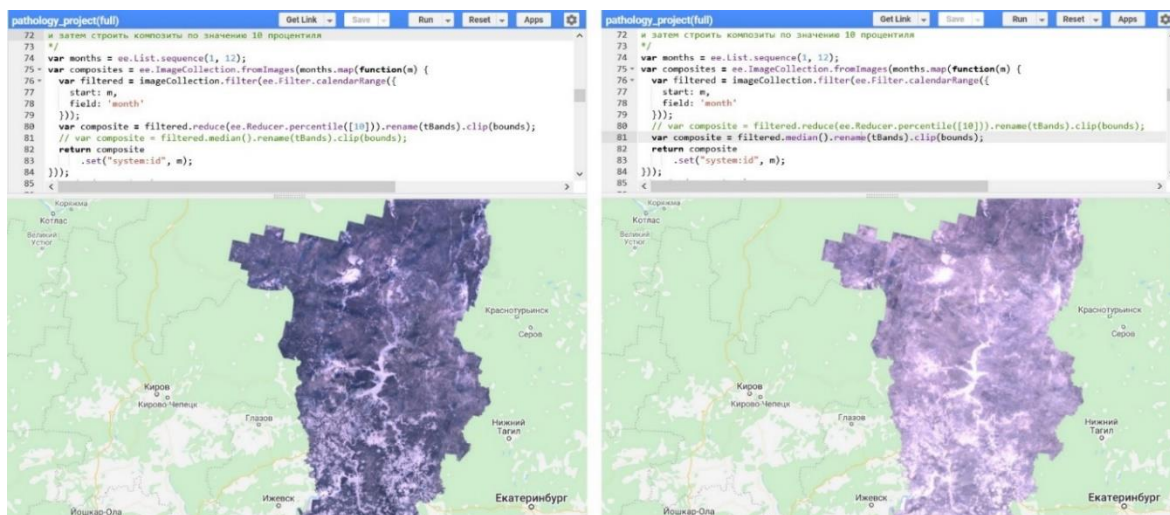 pathology_project(full)
Get Link
Save
Run
Reset
Apps
72 и затем строить композиты по значению 10 процентиля
73 */
74 var months = ee.List.sequence(1, 12);
75 var composites = ee.ImageCollection.fromImages(months.map(function(m) {
76 var filtered = imageCollection.filter(ee.Filter.calendarRange({
77 start: m,
78 field: 'month'
79 }));
80 var composite = filtered.reduce(ee.Reducer.percentile([10])).rename(tBands).clip(bounds);
81 // var composite = filtered.median().rename(tBands).clip(bounds);
82 return composite
83 .set("system:id", m);
84 }));
85
Коряжма
Котлас
Великий
Устюг
Краснотурьинск
Серов
Киров
Кирово-Чепецк
Глазов
Нижний
Тагил
Ижевск
Екатеринбург
Йошкар-Ола
pathology_project(full)
Get Link
Save
Run
Reset
Apps
72 и затем строить композиты по значению 10 процентиля
73 */
74 var months = ee.List.sequence(1, 12);
75 var composites = ee.ImageCollection.fromImages(months.map(function(m) {
76 var filtered = imageCollection.filter(ee.Filter.calendarRange({
77 start: m,
78 field: 'month'
79 }));
80 // var composite = filtered.reduce(ee.Reducer.percentile([10])).rename(tBands).clip(bounds);
81 var composite = filtered.median().rename(tBands).clip(bounds);
82 return composite
83 .set("system:id", m);
84 }));
85
Коряжма
Котлас
Великий
Устюг
Краснотурьинск
Серов
Киров
Кирово-Чепецк
Глазов
Нижний
Тагил
Ижевск
Екатеринбург
Йошкар-Ола